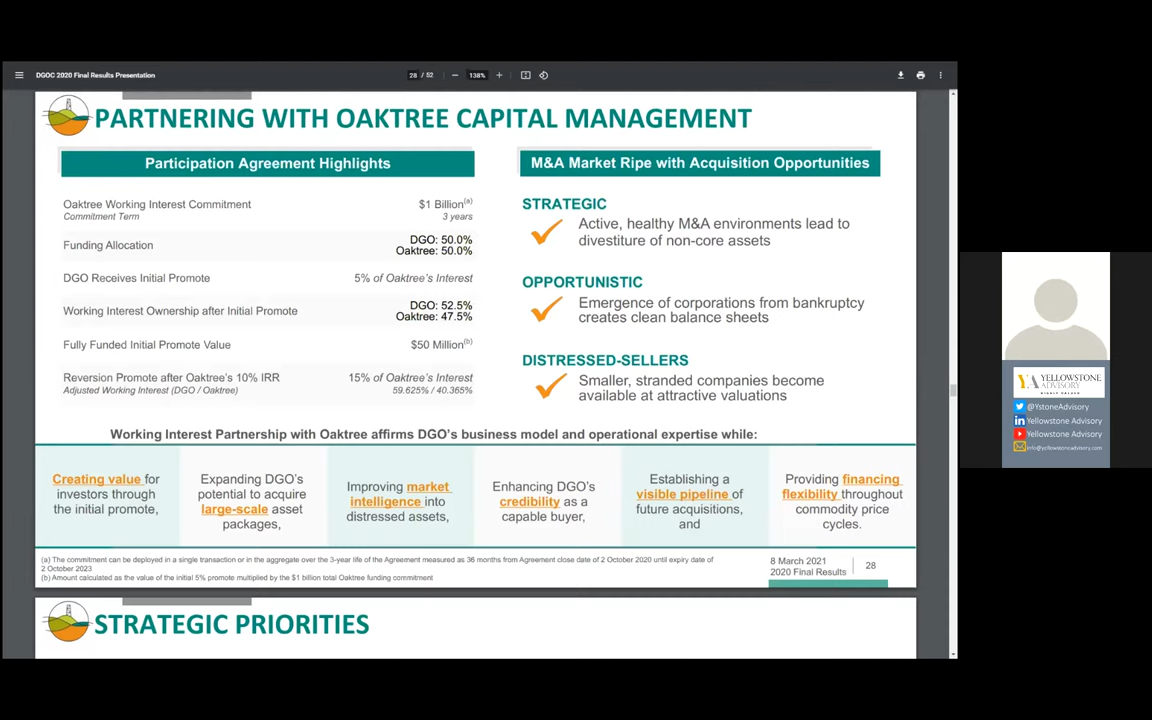 DGOC 2020 Final Results Presentation
28 / 52
138%
PARTNERING WITH OAKTREE CAPITAL MANAGEMENT
Participation Agreement Highlights
Oaktree Working Interest Commitment $1 Billion(a)
Commitment Term 3 years
Funding Allocation DGO: 50.0%
Oaktree: 50.0%
DGO Receives Initial Promote 5% of Oaktree's Interest
Working Interest Ownership after Initial Promote DGO: 52.5%
Oaktree: 47.5%
Fully Funded Initial Promote Value $50 Million(b)
Reversion Promote after Oaktree's 10% IRR 15% of Oaktree's Interest
Adjusted Working Interest (DGO / Oaktree) 59.625% / 40.365%
M&A Market Ripe with Acquisition Opportunities
STRATEGIC
Active, healthy M&A environments lead to
divestiture of non-core assets
OPPORTUNISTIC
Emergence of corporations from bankruptcy
creates clean balance sheets
DISTRESSED-SELLERS
Smaller, stranded companies become
available at attractive valuations
Working Interest Partnership with Oaktree affirms DGO's business model and operational expertise while:
Creating value for
investors through
the initial promote,
Expanding DGO's
potential to acquire
large-scale asset
packages,
Improving market
intelligence into
distressed assets,
Enhancing DGO's
credibility as a
capable buyer,
Establishing a
visible pipeline of
future acquisitions,
and
Providing financing
flexibility throughout
commodity price
cycles.
(a) The commitment can be deployed in a single transaction or in the aggregate over the 3-year life of the Agreement measured as 36 months from Agreement close date of 2 October 2020 until expiry date of
2 October 2023
(b) Amount calculated as the value of the initial 5% promote multiplied by the $1 billion total Oaktree funding commitment
8 March 2021
2020 Final Results
28
STRATEGIC PRIORITIES
YA YELLOWSTONE
ADVISORY
HIGHLY VALUED
@YstoneAdvisory
Yellowstone Advisory
Yellowstone Advisory
info@yellowstoneadvisory.com